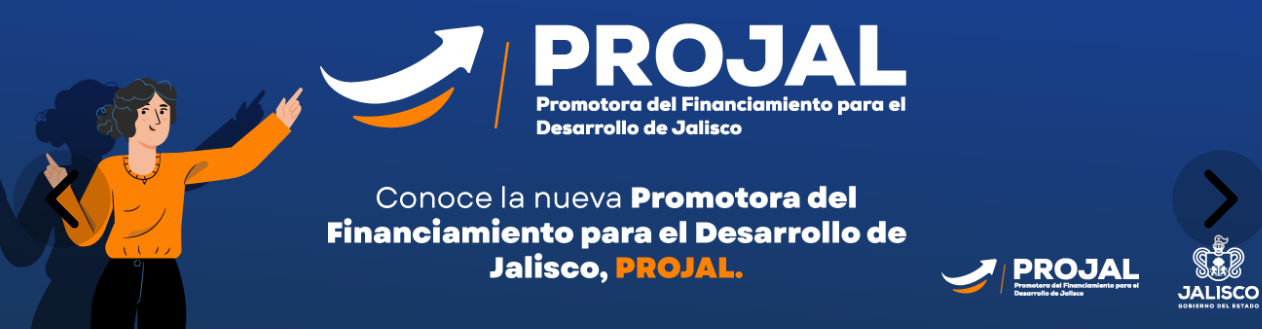 PROJAL
Promotora del Financiamiento para el
Desarrollo de Jalisco
Conoce la nueva Promotora del
Financiamiento para el Desarrollo de
Jalisco, PROJAL.
PROJAL
Promotora del Financiamiento para el
Desarrollo de Jalisco
JALISCO
GOBIERNO DEL ESTADO